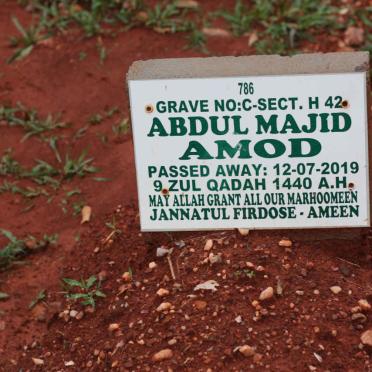 786
GRAVE NO:C-SECT. H 42
ABDUL MAJID
AMOD
PASSED AWAY: 12-07-2019
9 ZUL QADAH 1440 A.H.
MAY ALLAH GRANT ALL OUR MARHOOMEEN
JANNATUL FIRDOSE - AMEEN